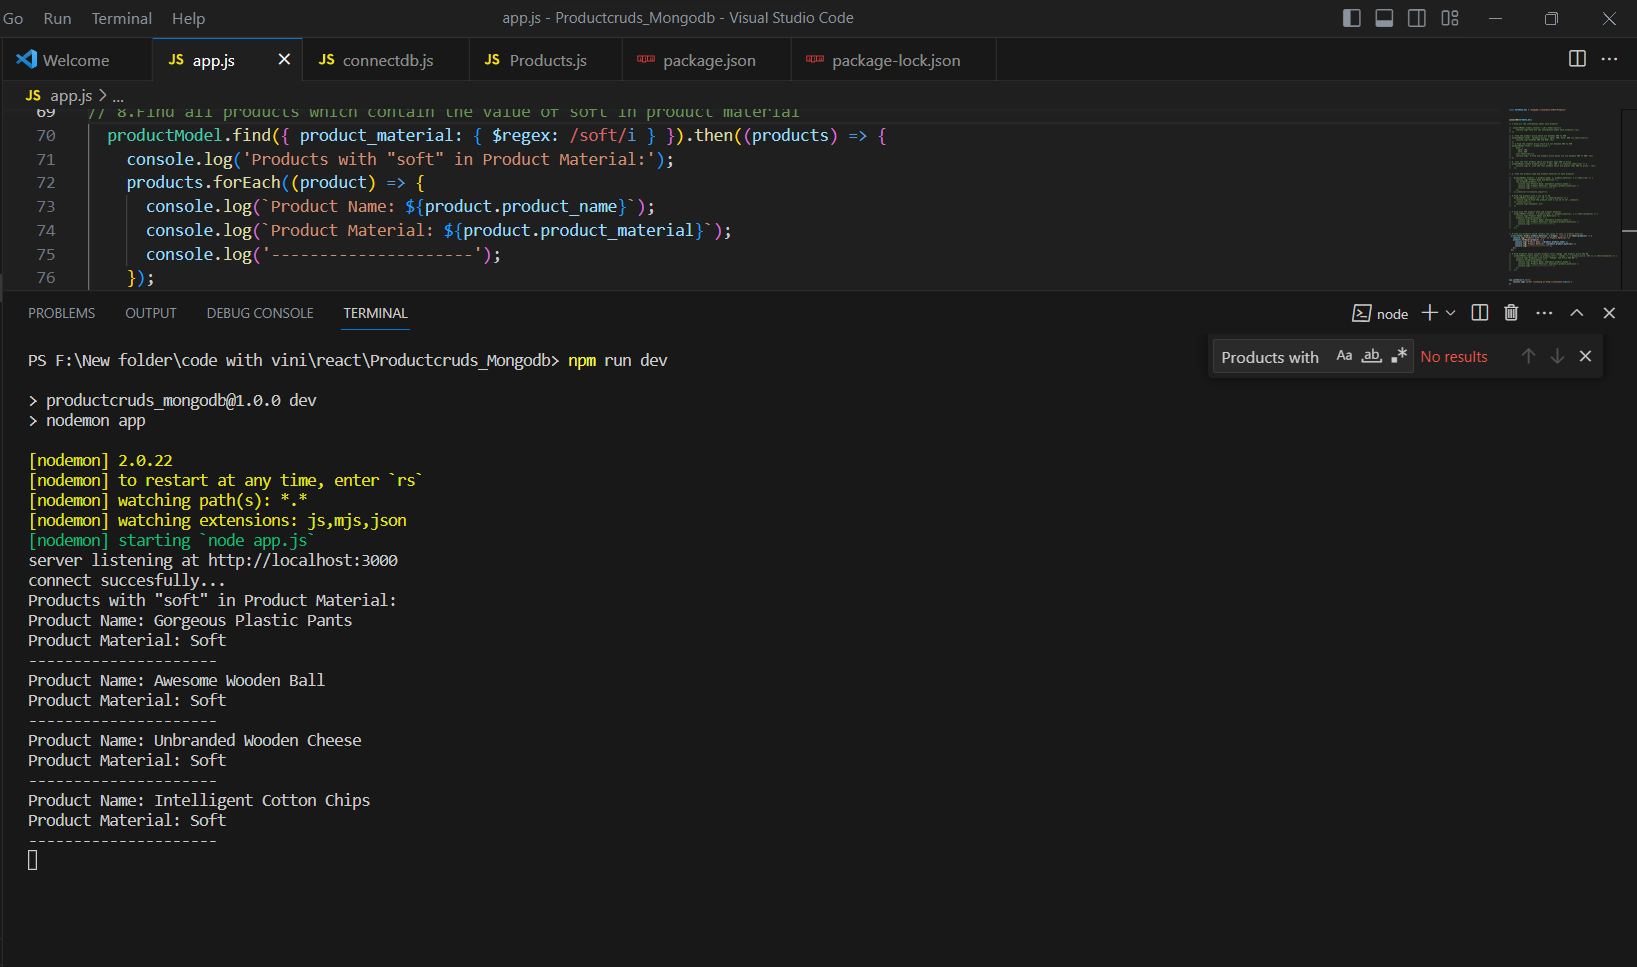 Go Run Terminal Help app.js - Productcruds_Mongodb - Visual Studio Code
Welcome JS app.js JS connectdb.js JS Products.js npm package.json npm package-lock.json
JS app.js > ...
69 // 8.Find all products which contain the value of soft in product material
70 productModel.find({ product_material: { $regex: /soft/i } }).then((products) => {
71 console.log('Products with "soft" in Product Material:');
72 products.forEach((product) => {
73 console.log(`Product Name: ${product.product_name}`);
74 console.log(`Product Material: ${product.product_material}`);
75 console.log('---------------------');
76 });
PROBLEMS OUTPUT DEBUG CONSOLE TERMINAL node
Products with Aa ab .* No results
PS F:\New folder\code with vini\react\Productcruds_Mongodb> npm run dev
> productcruds_mongodb@1.0.0 dev
> nodemon app
[nodemon] 2.0.22
[nodemon] to restart at any time, enter `rs`
[nodemon] watching path(s): *.*
[nodemon] watching extensions: js,mjs,json
[nodemon] starting `node app.js`
server listening at http://localhost:3000
connect succesfully...
Products with "soft" in Product Material:
Product Name: Gorgeous Plastic Pants
Product Material: Soft
---------------------
Product Name: Awesome Wooden Ball
Product Material: Soft
---------------------
Product Name: Unbranded Wooden Cheese
Product Material: Soft
---------------------
Product Name: Intelligent Cotton Chips
Product Material: Soft
---------------------